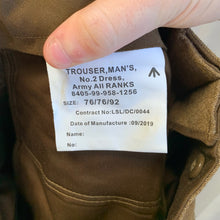 TROUSER,MAN'S,
No.2 Dress,
Army All RANKS
8405-99-958-1256
SIZE: 76/76/92
Contract No:LSL/DC/0044
Date of Manufacture :09/2019
Name:
No: